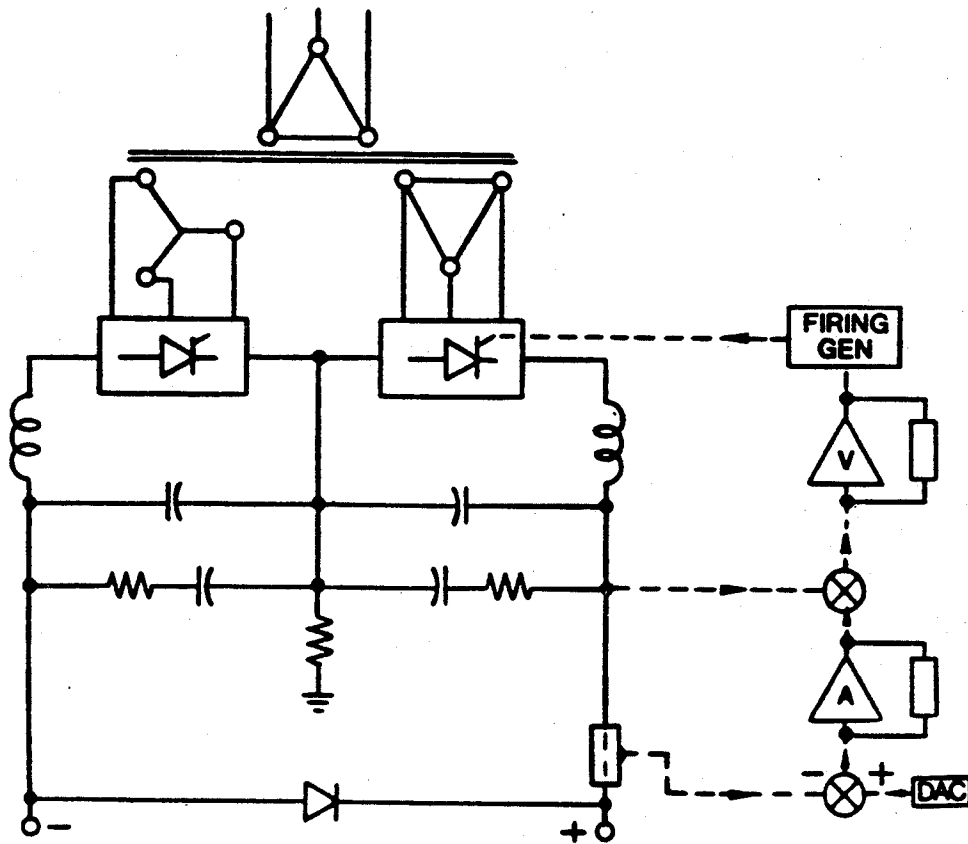 FIRING
GEN
V
A
- +
DAC
- +